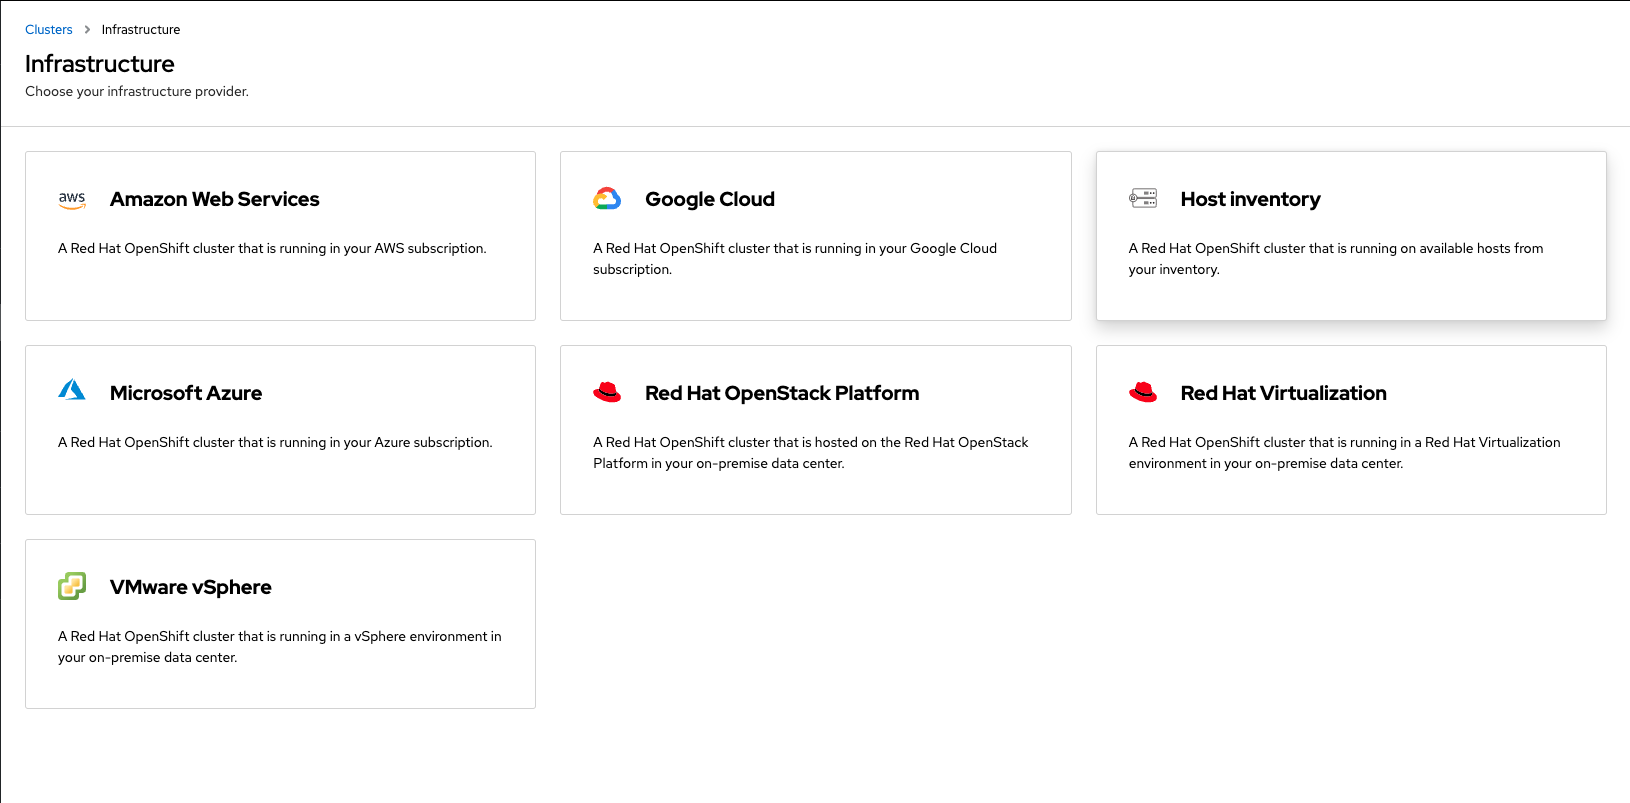 Clusters > Infrastructure
Infrastructure
Choose your infrastructure provider.
aws Amazon Web Services
A Red Hat OpenShift cluster that is running in your AWS subscription.
Google Cloud
A Red Hat OpenShift cluster that is running in your Google Cloud
subscription.
Host inventory
A Red Hat OpenShift cluster that is running on available hosts from
your inventory.
Microsoft Azure
A Red Hat OpenShift cluster that is running in your Azure subscription.
Red Hat OpenStack Platform
A Red Hat OpenShift cluster that is hosted on the Red Hat OpenStack
Platform in your on-premise data center.
Red Hat Virtualization
A Red Hat OpenShift cluster that is running in a Red Hat Virtualization
environment in your on-premise data center.
VMware vSphere
A Red Hat OpenShift cluster that is running in a vSphere environment in
your on-premise data center.